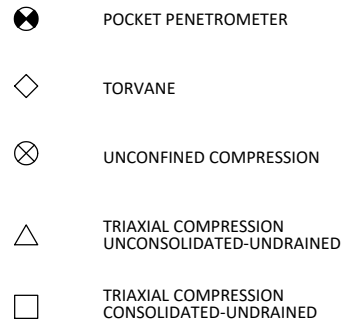 POCKET PENETROMETER
TORVANE
UNCONFINED COMPRESSION
TRIAXIAL COMPRESSION
UNCONSOLIDATED-UNDRAINED
TRIAXIAL COMPRESSION
CONSOLIDATED-UNDRAINED